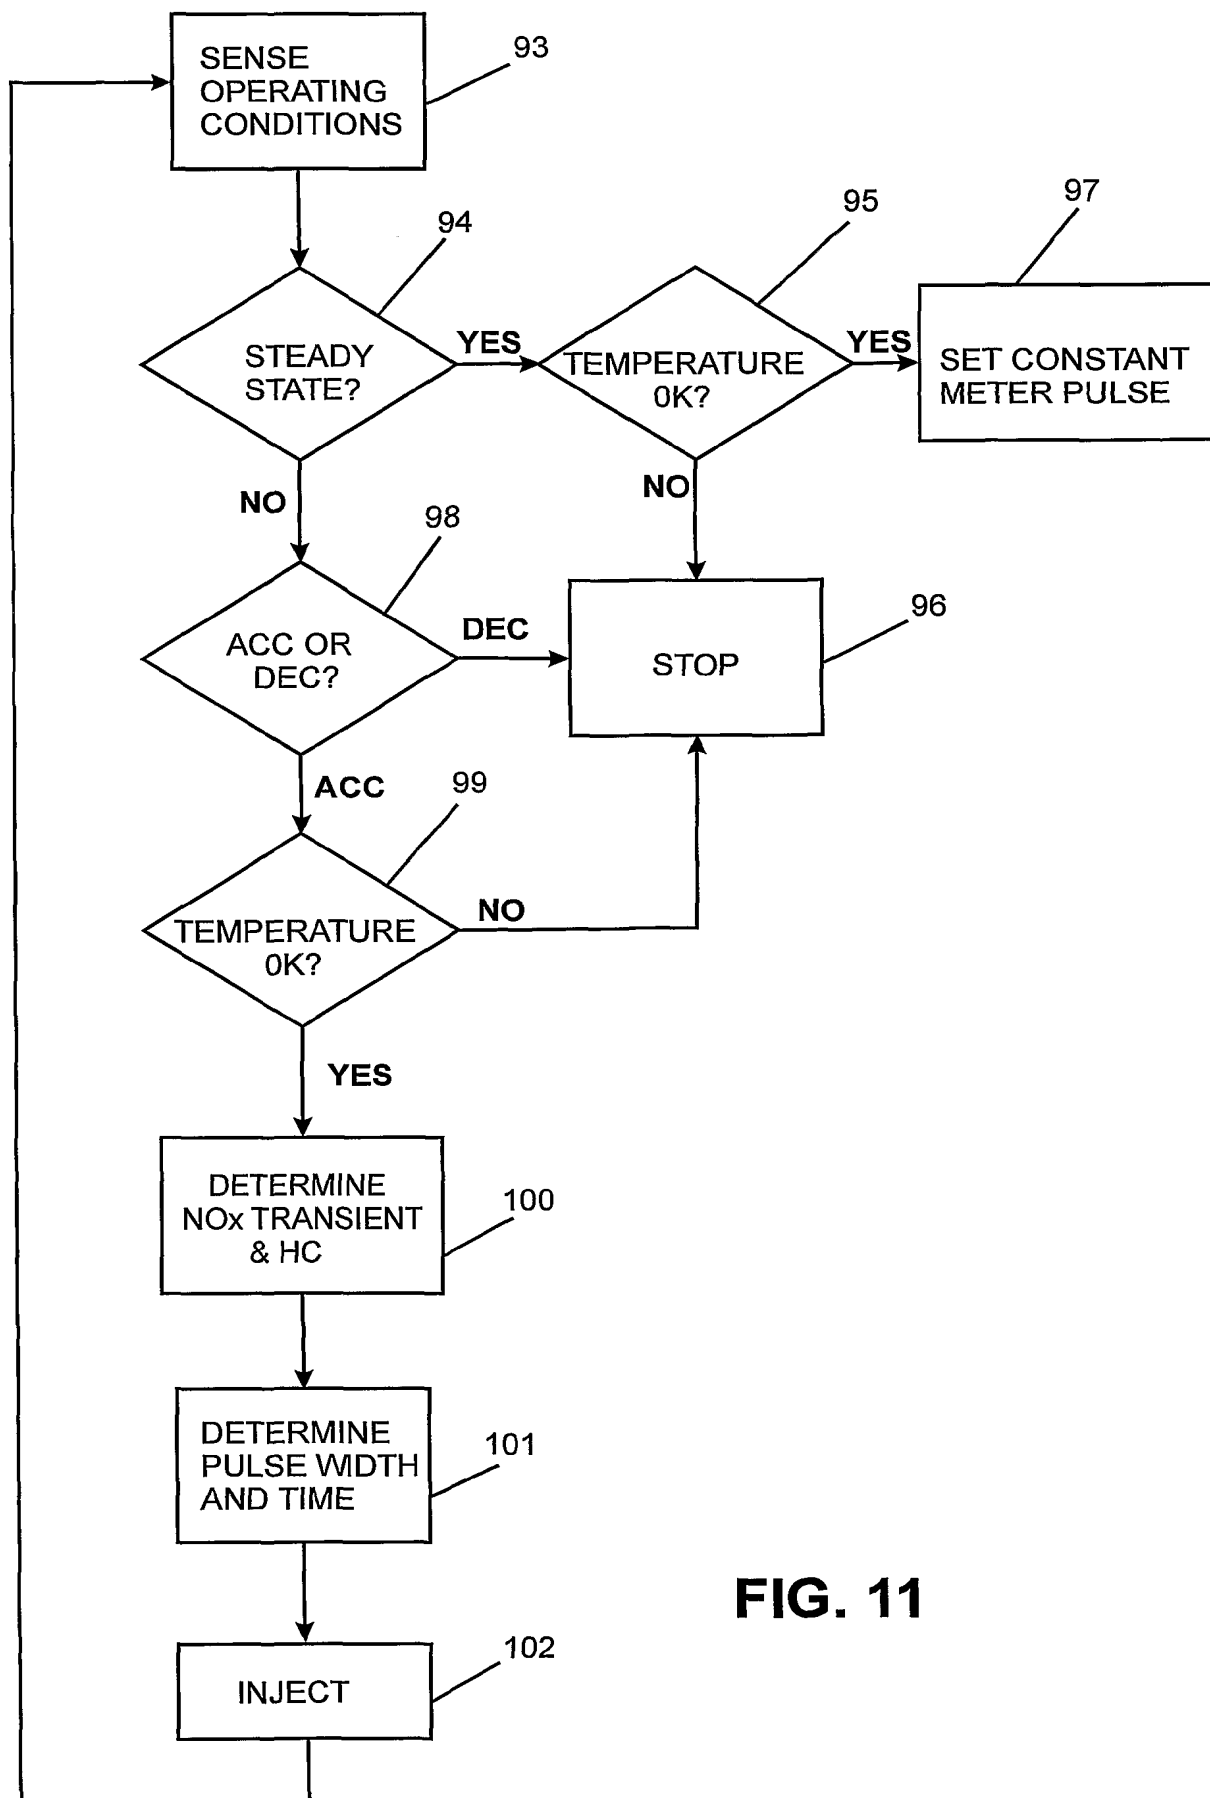 SENSE
OPERATING
CONDITIONS
93
94
95
97
STEADY
STATE?
YES
TEMPERATURE
0K?
YES
SET CONSTANT
METER PULSE
NO
NO
98
ACC OR
DEC?
DEC
STOP
96
ACC
99
TEMPERATURE
0K?
NO
YES
DETERMINE
NOx TRANSIENT
& HC
100
DETERMINE
PULSE WIDTH
AND TIME
101
INJECT
102
FIG. 11